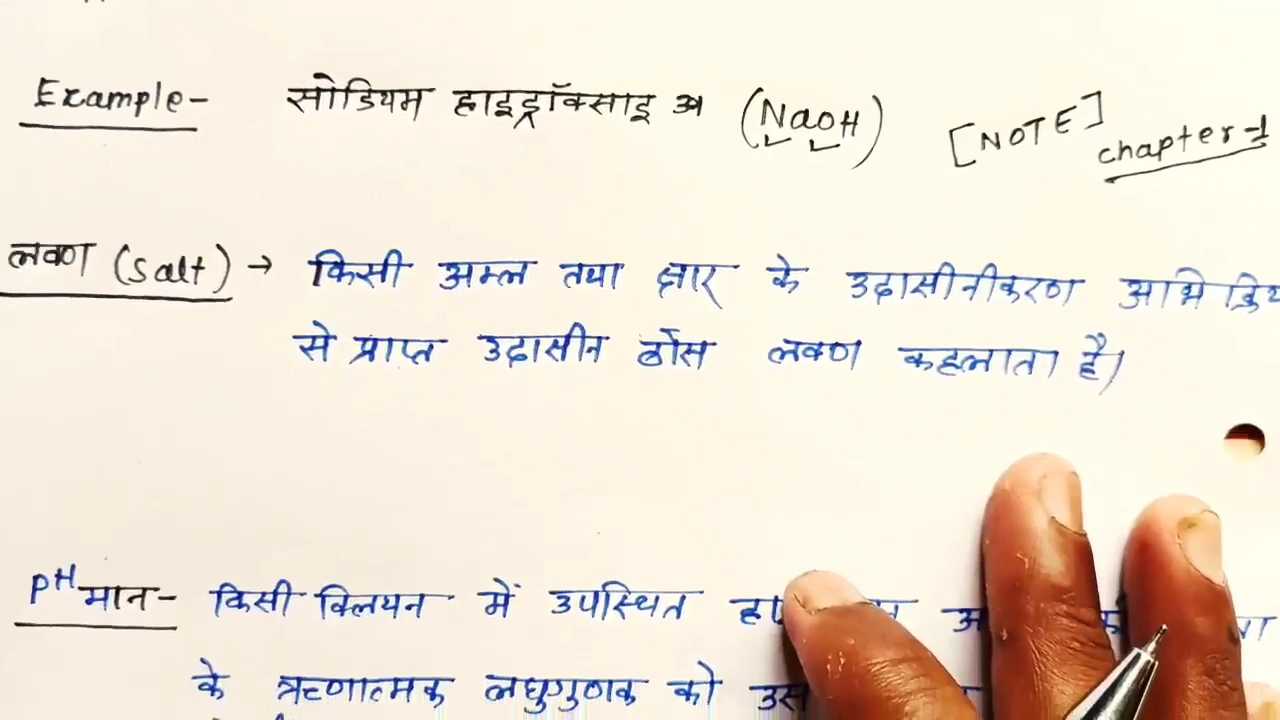 Example- सोडियम हाइड्रॉक्साइड (NaOH) [NOTE] chapter-1
लवण (salt) → किसी अम्ल तथा क्षार के उदासीनीकरण अभिक्रिय
से प्राप्त उदासीन ठोस लवण कहलाता है।
PH मान- किसी विलयन में उपस्थित
के ऋणात्मक लघुगुणक को उस